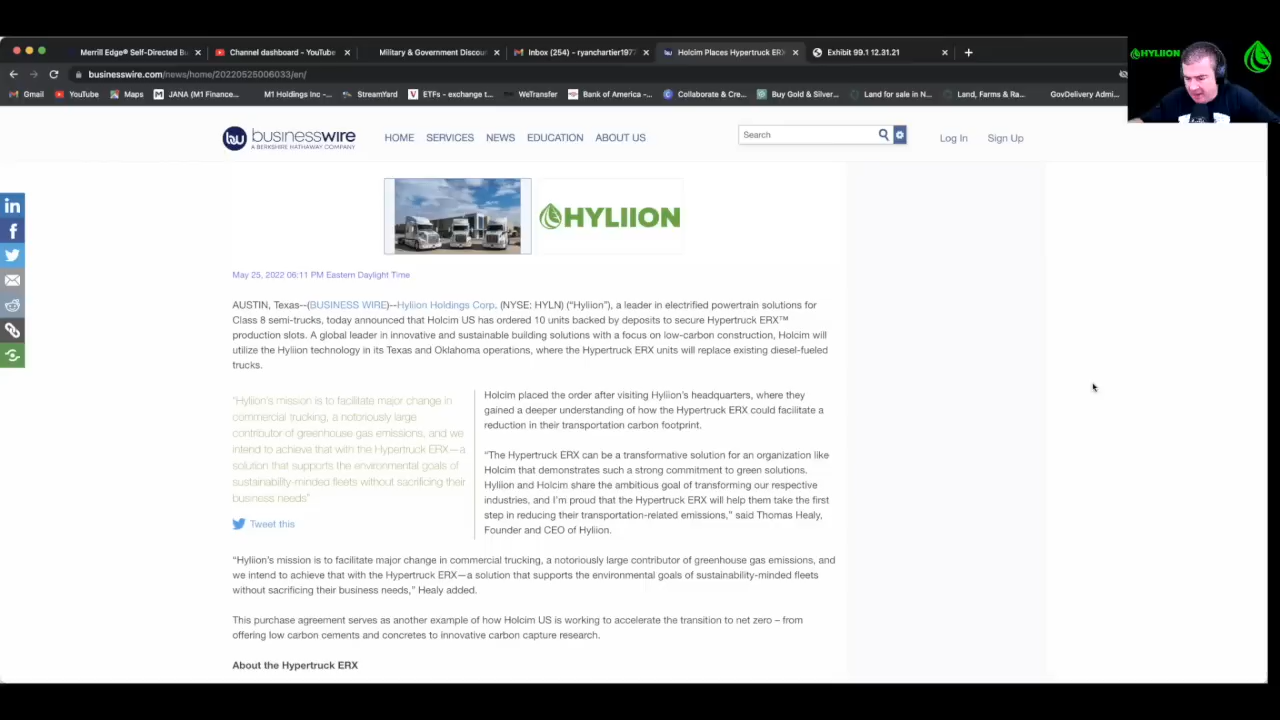 Merrill Edge® Self-Directed B
Channel dashboard - YouTube
Military & Government Discou
Inbox (254) - ryanchartier197
Holcim Places Hypertruck ERX
Exhibit 99.1 12.31.21
HYLIION
businesswire.com/news/home/20220525006033/en/
Gmail
YouTube
Maps
JANA (M1 Finance...
M1 Holdings Inc -...
StreamYard
ETFs - exchange t...
WeTransfer
Bank of America -...
Collaborate & Cre...
Buy Gold & Silver...
Land for sale in N...
Land, Farms & Ra...
GovDelivery Admi...
businesswire
A BERKSHIRE HATHAWAY COMPANY
HOME
SERVICES
NEWS
EDUCATION
ABOUT US
Search
Log In
Sign Up
HYLIION
May 25, 2022 06:11 PM Eastern Daylight Time
AUSTIN, Texas--(BUSINESS WIRE)--Hyliion Holdings Corp. (NYSE: HYLN) (“Hyliion”), a leader in electrified powertrain solutions for
Class 8 semi-trucks, today announced that Holcim US has ordered 10 units backed by deposits to secure Hypertruck ERX™
production slots. A global leader in innovative and sustainable building solutions with a focus on low-carbon construction, Holcim will
utilize the Hyliion technology in its Texas and Oklahoma operations, where the Hypertruck ERX units will replace existing diesel-fueled
trucks.
“Hyliion’s mission is to facilitate major change in
commercial trucking, a notoriously large
contributor of greenhouse gas emissions, and we
intend to achieve that with the Hypertruck ERX—a
solution that supports the environmental goals of
sustainability-minded fleets without sacrificing their
business needs”
Tweet this
Holcim placed the order after visiting Hyliion’s headquarters, where they
gained a deeper understanding of how the Hypertruck ERX could facilitate a
reduction in their transportation carbon footprint.
“The Hypertruck ERX can be a transformative solution for an organization like
Holcim that demonstrates such a strong commitment to green solutions.
Hyliion and Holcim share the ambitious goal of transforming our respective
industries, and I’m proud that the Hypertruck ERX will help them take the first
step in reducing their transportation-related emissions,” said Thomas Healy,
Founder and CEO of Hyliion.
“Hyliion’s mission is to facilitate major change in commercial trucking, a notoriously large contributor of greenhouse gas emissions, and
we intend to achieve that with the Hypertruck ERX—a solution that supports the environmental goals of sustainability-minded fleets
without sacrificing their business needs,” Healy added.
This purchase agreement serves as another example of how Holcim US is working to accelerate the transition to net zero – from
offering low carbon cements and concretes to innovative carbon capture research.
About the Hypertruck ERX